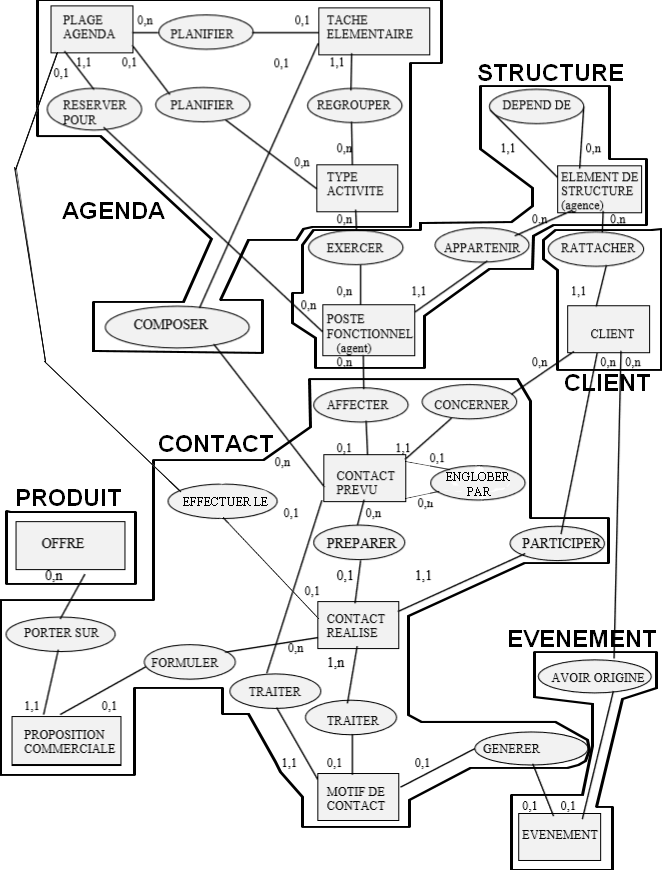 PLAGE
AGENDA
0,n
PLANIFIER
0,1
TACHE
ELEMENTAIRE
0,1
1,1
0,1
0,1
1,1
STRUCTURE
RESERVER
POUR
PLANIFIER
REGROUPER
DEPEND DE
0,n
0,n
1,1
0,n
TYPE
ACTIVITE
ELEMENT DE
STRUCTURE
(agence)
AGENDA
0,n
0,n
0,n
EXERCER
APPARTENIR
RATTACHER
0,n
1,1
1,1
0,n
COMPOSER
POSTE
FONCTIONNEL
(agent)
CLIENT
0,n
0,n
0,n
0,n
CLIENT
AFFECTER
CONCERNER
CONTACT
0,1
1,1
0,n
0,1
CONTACT
PREVU
ENGLOBER
PAR
PRODUIT
EFFECTUER LE
0,1
0,n
0,n
OFFRE
PREPARER
PARTICIPER
0,n
0,1
1,1
0,1
PORTER SUR
CONTACT
REALISE
EVENEMENT
0,n
FORMULER
1,n
AVOIR ORIGINE
TRAITER
1,1
0,1
TRAITER
PROPOSITION
COMMERCIALE
GENERER
1,1
0,1
0,1
MOTIF DE
CONTACT
0,1
0,1
EVENEMENT